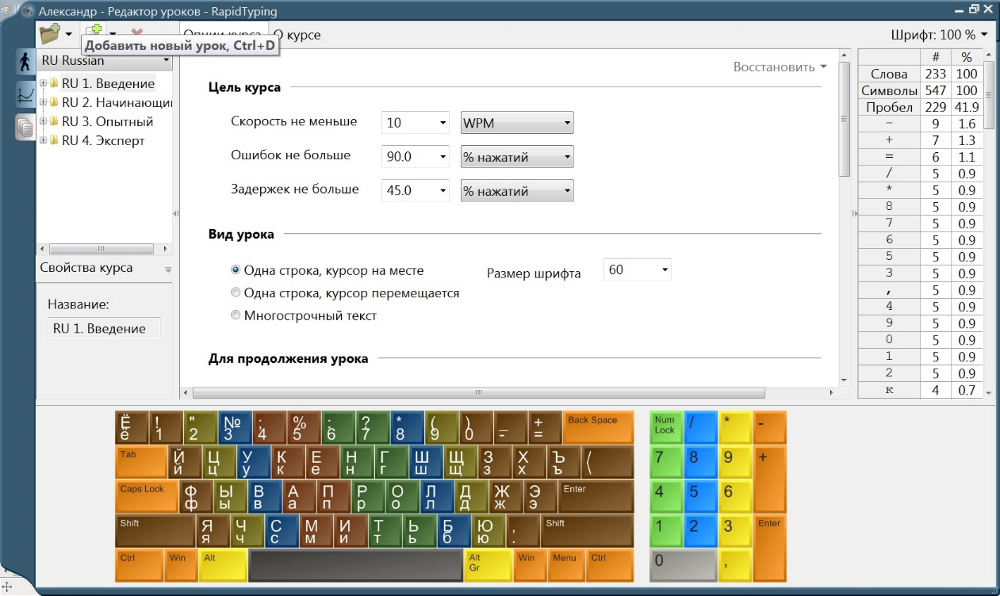 Александр - Редактор уроков - RapidTyping
О курсе
Шрифт: 100 %
Добавить новый урок, Ctrl+D
RU Russian
RU 1. Введение
RU 2. Начинающи
RU 3. Опытный
RU 4. Эксперт
Свойства курса
Название:
RU 1. Введение
Восстановить
Цель курса
Скорость не меньше 10 WPM
Ошибок не больше 90.0 % нажатий
Задержек не больше 45.0 % нажатий
Вид урока
Одна строка, курсор на месте
Размер шрифта 60
Одна строка, курсор перемещается
Многострочный текст
Для продолжения урока
# %
Слова 233 100
Символы 547 100
Пробел 229 41.9
- 9 1.6
+ 7 1.3
= 6 1.1
/ 5 0.9
* 5 0.9
8 5 0.9
7 5 0.9
6 5 0.9
5 5 0.9
3 5 0.9
, 5 0.9
4 5 0.9
9 5 0.9
0 5 0.9
1 5 0.9
2 5 0.9
к 4 0.7
Ё ! " № ; % : ? * ( ) _ + Back Space
ё 1 2 3 4 5 6 7 8 9 0 - =
Tab Й Ц У К Е Н Г Ш Щ З Х Ъ /
й ц у к е н г ш щ з х ъ \
Caps Lock Ф Ы В А П Р О Л Д Ж Э Enter
ф ы в а п р о л д ж э
Shift Я Ч С М И Т Ь Б Ю , Shift
я ч с м и т ь б ю .
Ctrl Win Alt Alt Gr Win Menu Ctrl
Num Lock / * -
7 8 9 +
4 5 6
1 2 3 Enter
0 ,